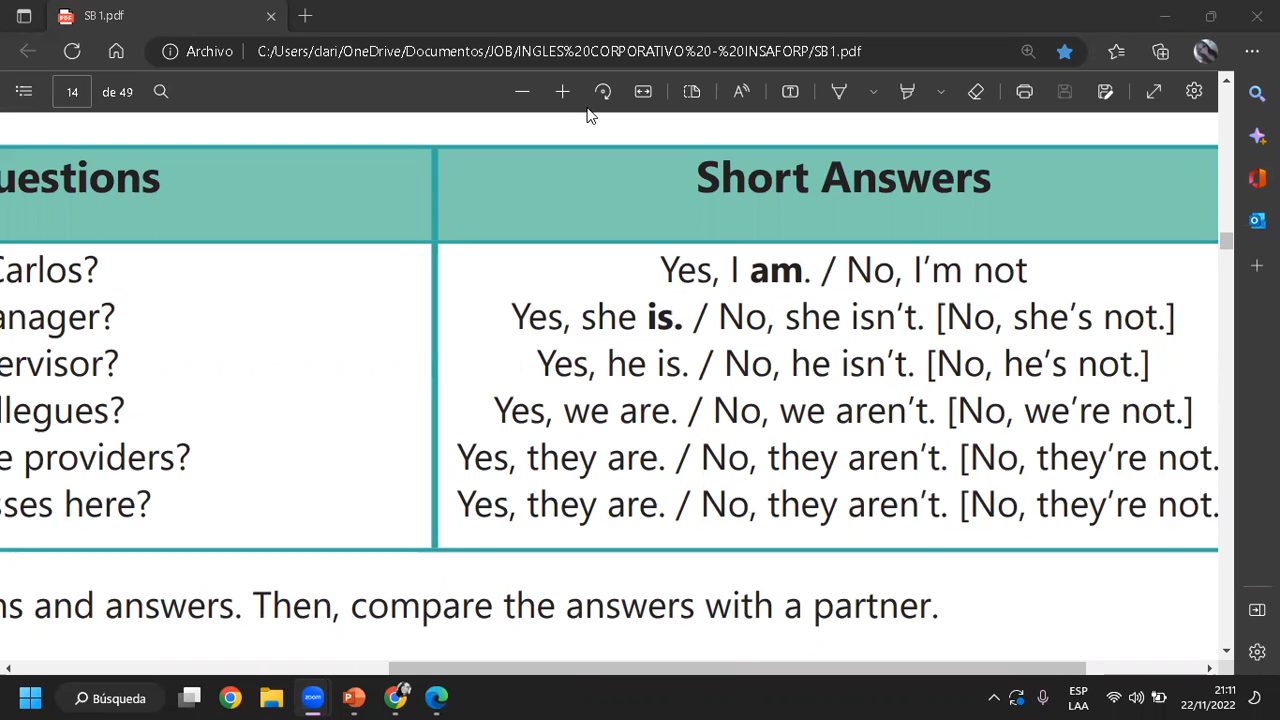 SB1.pdf
Archivo
C:/Users/clari/OneDrive/Documentos/JOB/INGLES%20CORPORATIVO%20-%20INSAFORP/SB1.pdf
14
de 49
uestions
Short Answers
Carlos?
Yes, I am. / No, I'm not
anager?
Yes, she is. / No, she isn't. [No, she's not.]
ervisor?
Yes, he is. / No, he isn't. [No, he's not.]
llegues?
Yes, we are. / No, we aren't. [No, we're not.]
e providers?
Yes, they are. / No, they aren't. [No, they're not.
sses here?
Yes, they are. / No, they aren't. [No, they're not.
ns and answers. Then, compare the answers with a partner.
Búsqueda
zoom
ESP
LAA
21:11
22/11/2022